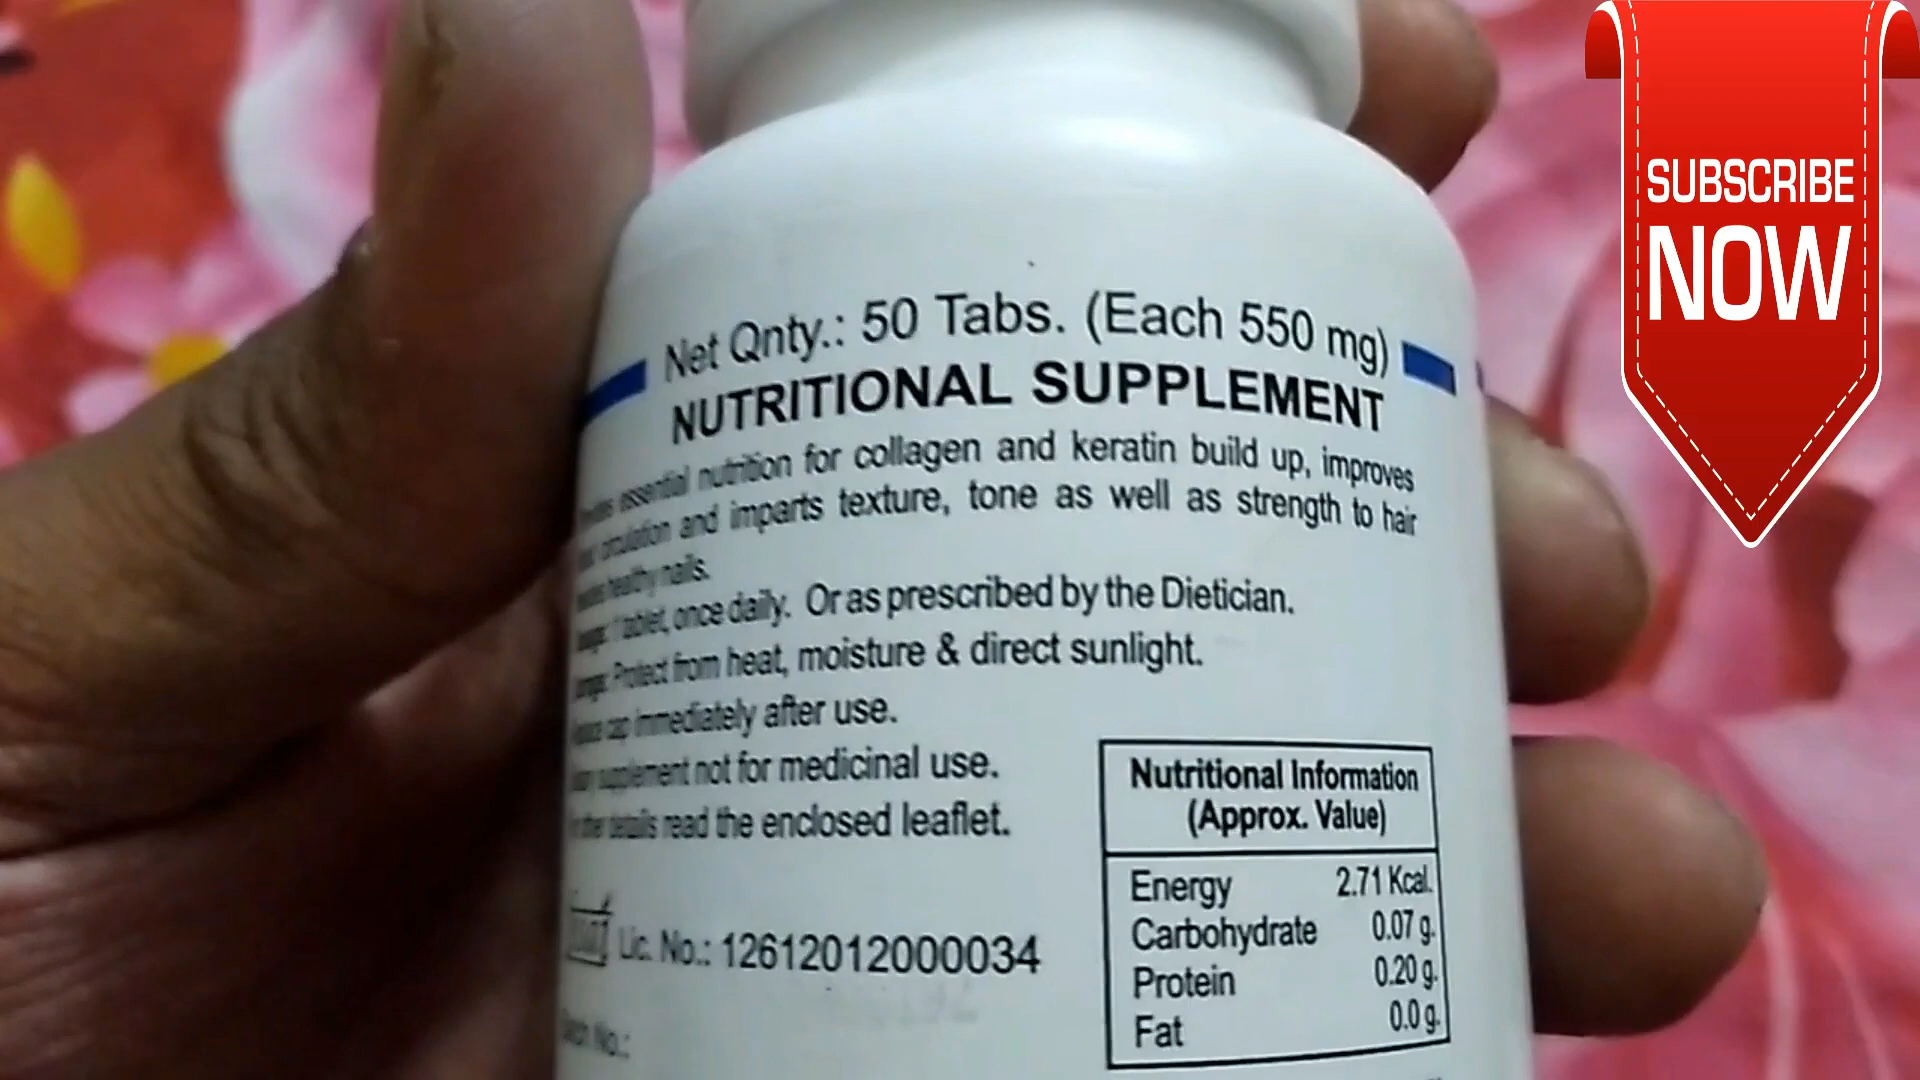 SUBSCRIBE
NOW
Net Qnty.: 50 Tabs. (Each 550 mg)
NUTRITIONAL SUPPLEMENT
essential nutrition for collagen and keratin build up, improves
circulation and imparts texture, tone as well as strength to hair
healthy nails.
1 tablet, once daily. Or as prescribed by the Dietician.
Protect from heat, moisture & direct sunlight.
cap immediately after use.
supplement not for medicinal use.
details read the enclosed leaflet.
Lic. No.: 12612012000034
No.:
Nutritional Information
(Approx. Value)
Energy 2.71 Kcal.
Carbohydrate 0.07 g.
Protein 0.20 g.
Fat 0.0 g.